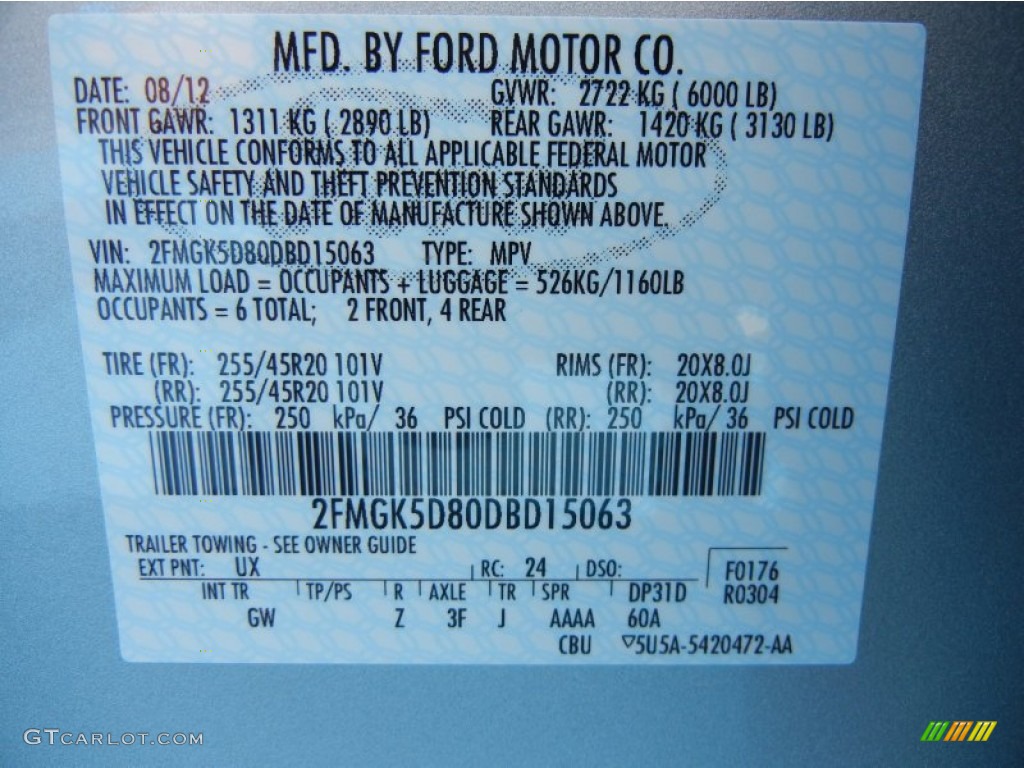 MFD. BY FORD MOTOR CO.
DATE: 08/12 GVWR: 2722 KG ( 6000 LB)
FRONT GAWR: 1311 KG ( 2890 LB) REAR GAWR: 1420 KG ( 3130 LB)
THIS VEHICLE CONFORMS TO ALL APPLICABLE FEDERAL MOTOR
VEHICLE SAFETY AND THEFT PREVENTION STANDARDS
IN EFFECT ON THE DATE OF MANUFACTURE SHOWN ABOVE.
VIN: 2FMGK5D80DBD15063 TYPE: MPV
MAXIMUM LOAD = OCCUPANTS + LUGGAGE = 526KG/1160LB
OCCUPANTS = 6 TOTAL; 2 FRONT, 4 REAR
TIRE (FR): 255/45R20 101V RIMS (FR): 20X8.0J
(RR): 255/45R20 101V (RR): 20X8.0J
PRESSURE (FR): 250 kPa/ 36 PSI COLD (RR): 250 kPa/ 36 PSI COLD
2FMGK5D80DBD15063
TRAILER TOWING - SEE OWNER GUIDE
EXT PNT: UX RC: 24 DSO: F0176
INT TR TP/PS R AXLE TR SPR DP31D R0304
GW Z 3F J AAAA 60A
CBU ▽5U5A-5420472-AA
GTCARLOT.COM